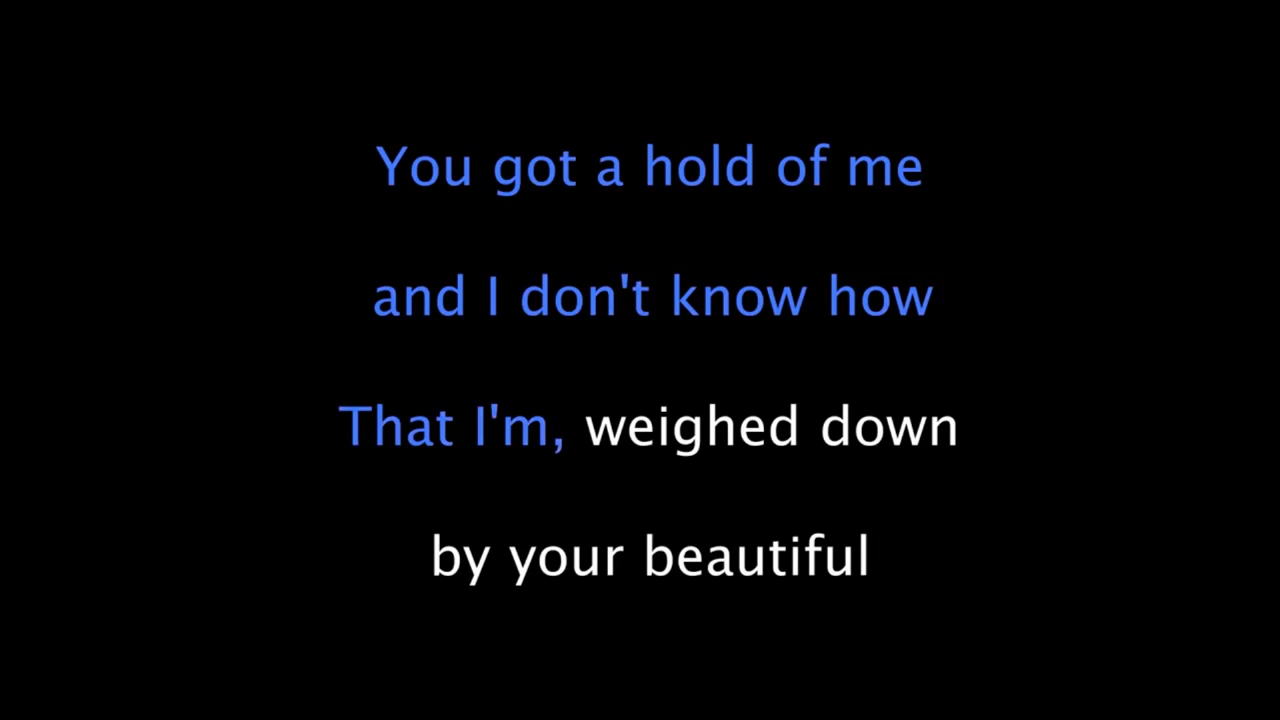 You got a hold of me
and I don't know how
That I'm, weighed down
by your beautiful